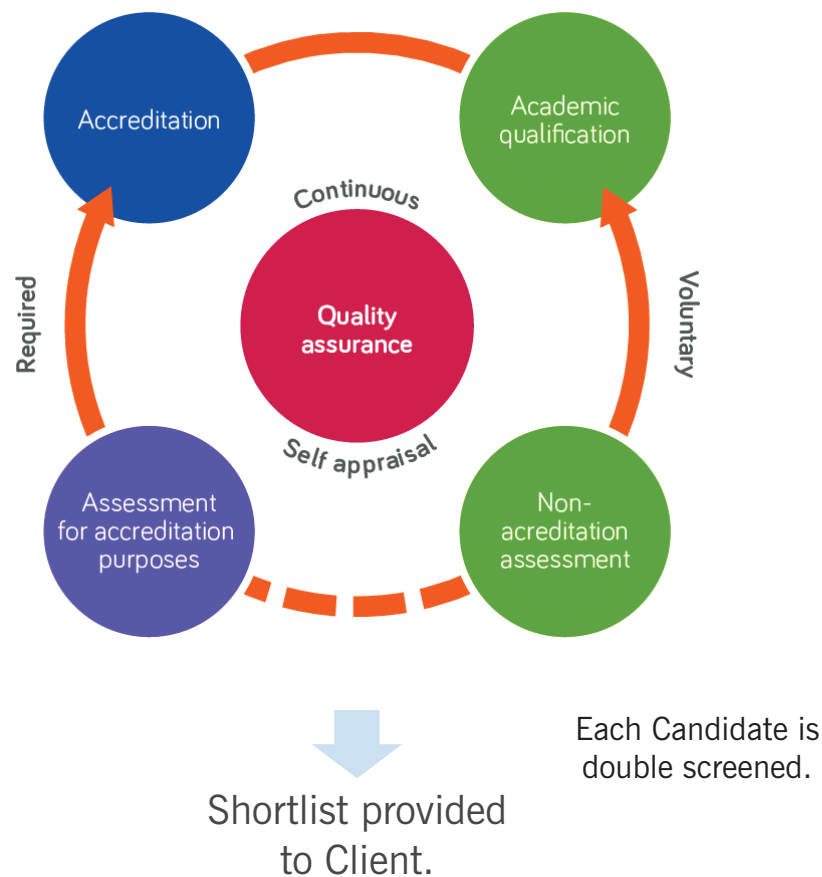 Accreditation
Academic
qualification
Continuous
Quality
assurance
Self appraisal
Required
Voluntary
Assessment
for accreditation
purposes
Non-
acreditation
assessment
Each Candidate is
double screened.
Shortlist provided
to Client.